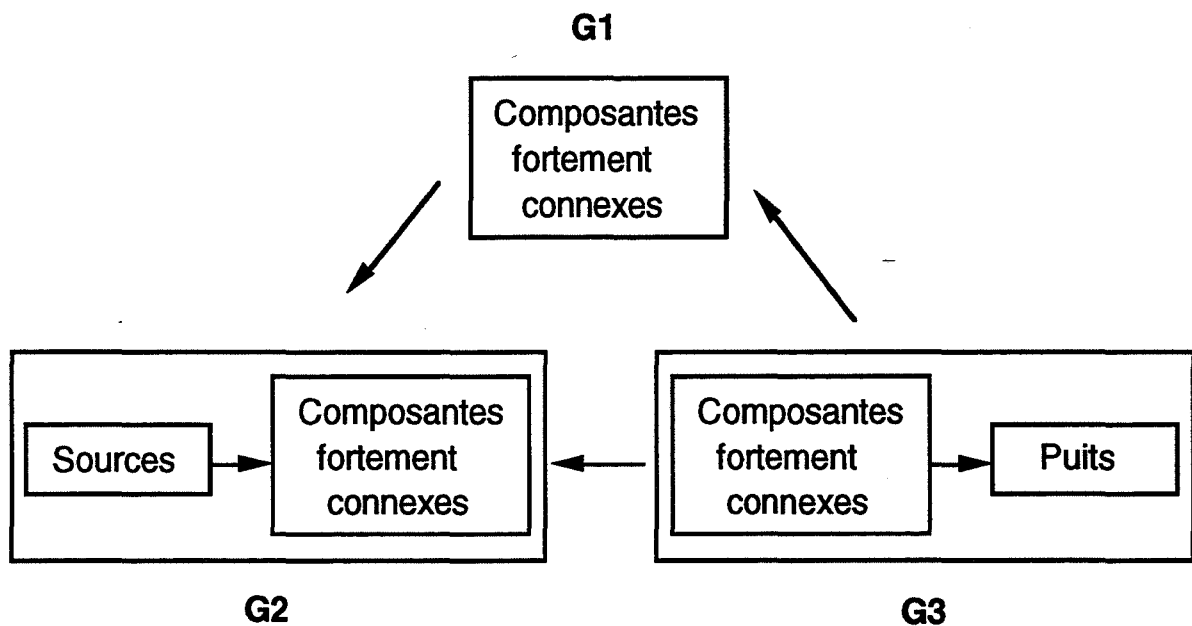 G1
Composantes
fortement
connexes
Sources
Composantes
fortement
connexes
Composantes
fortement
connexes
Puits
G2
G3